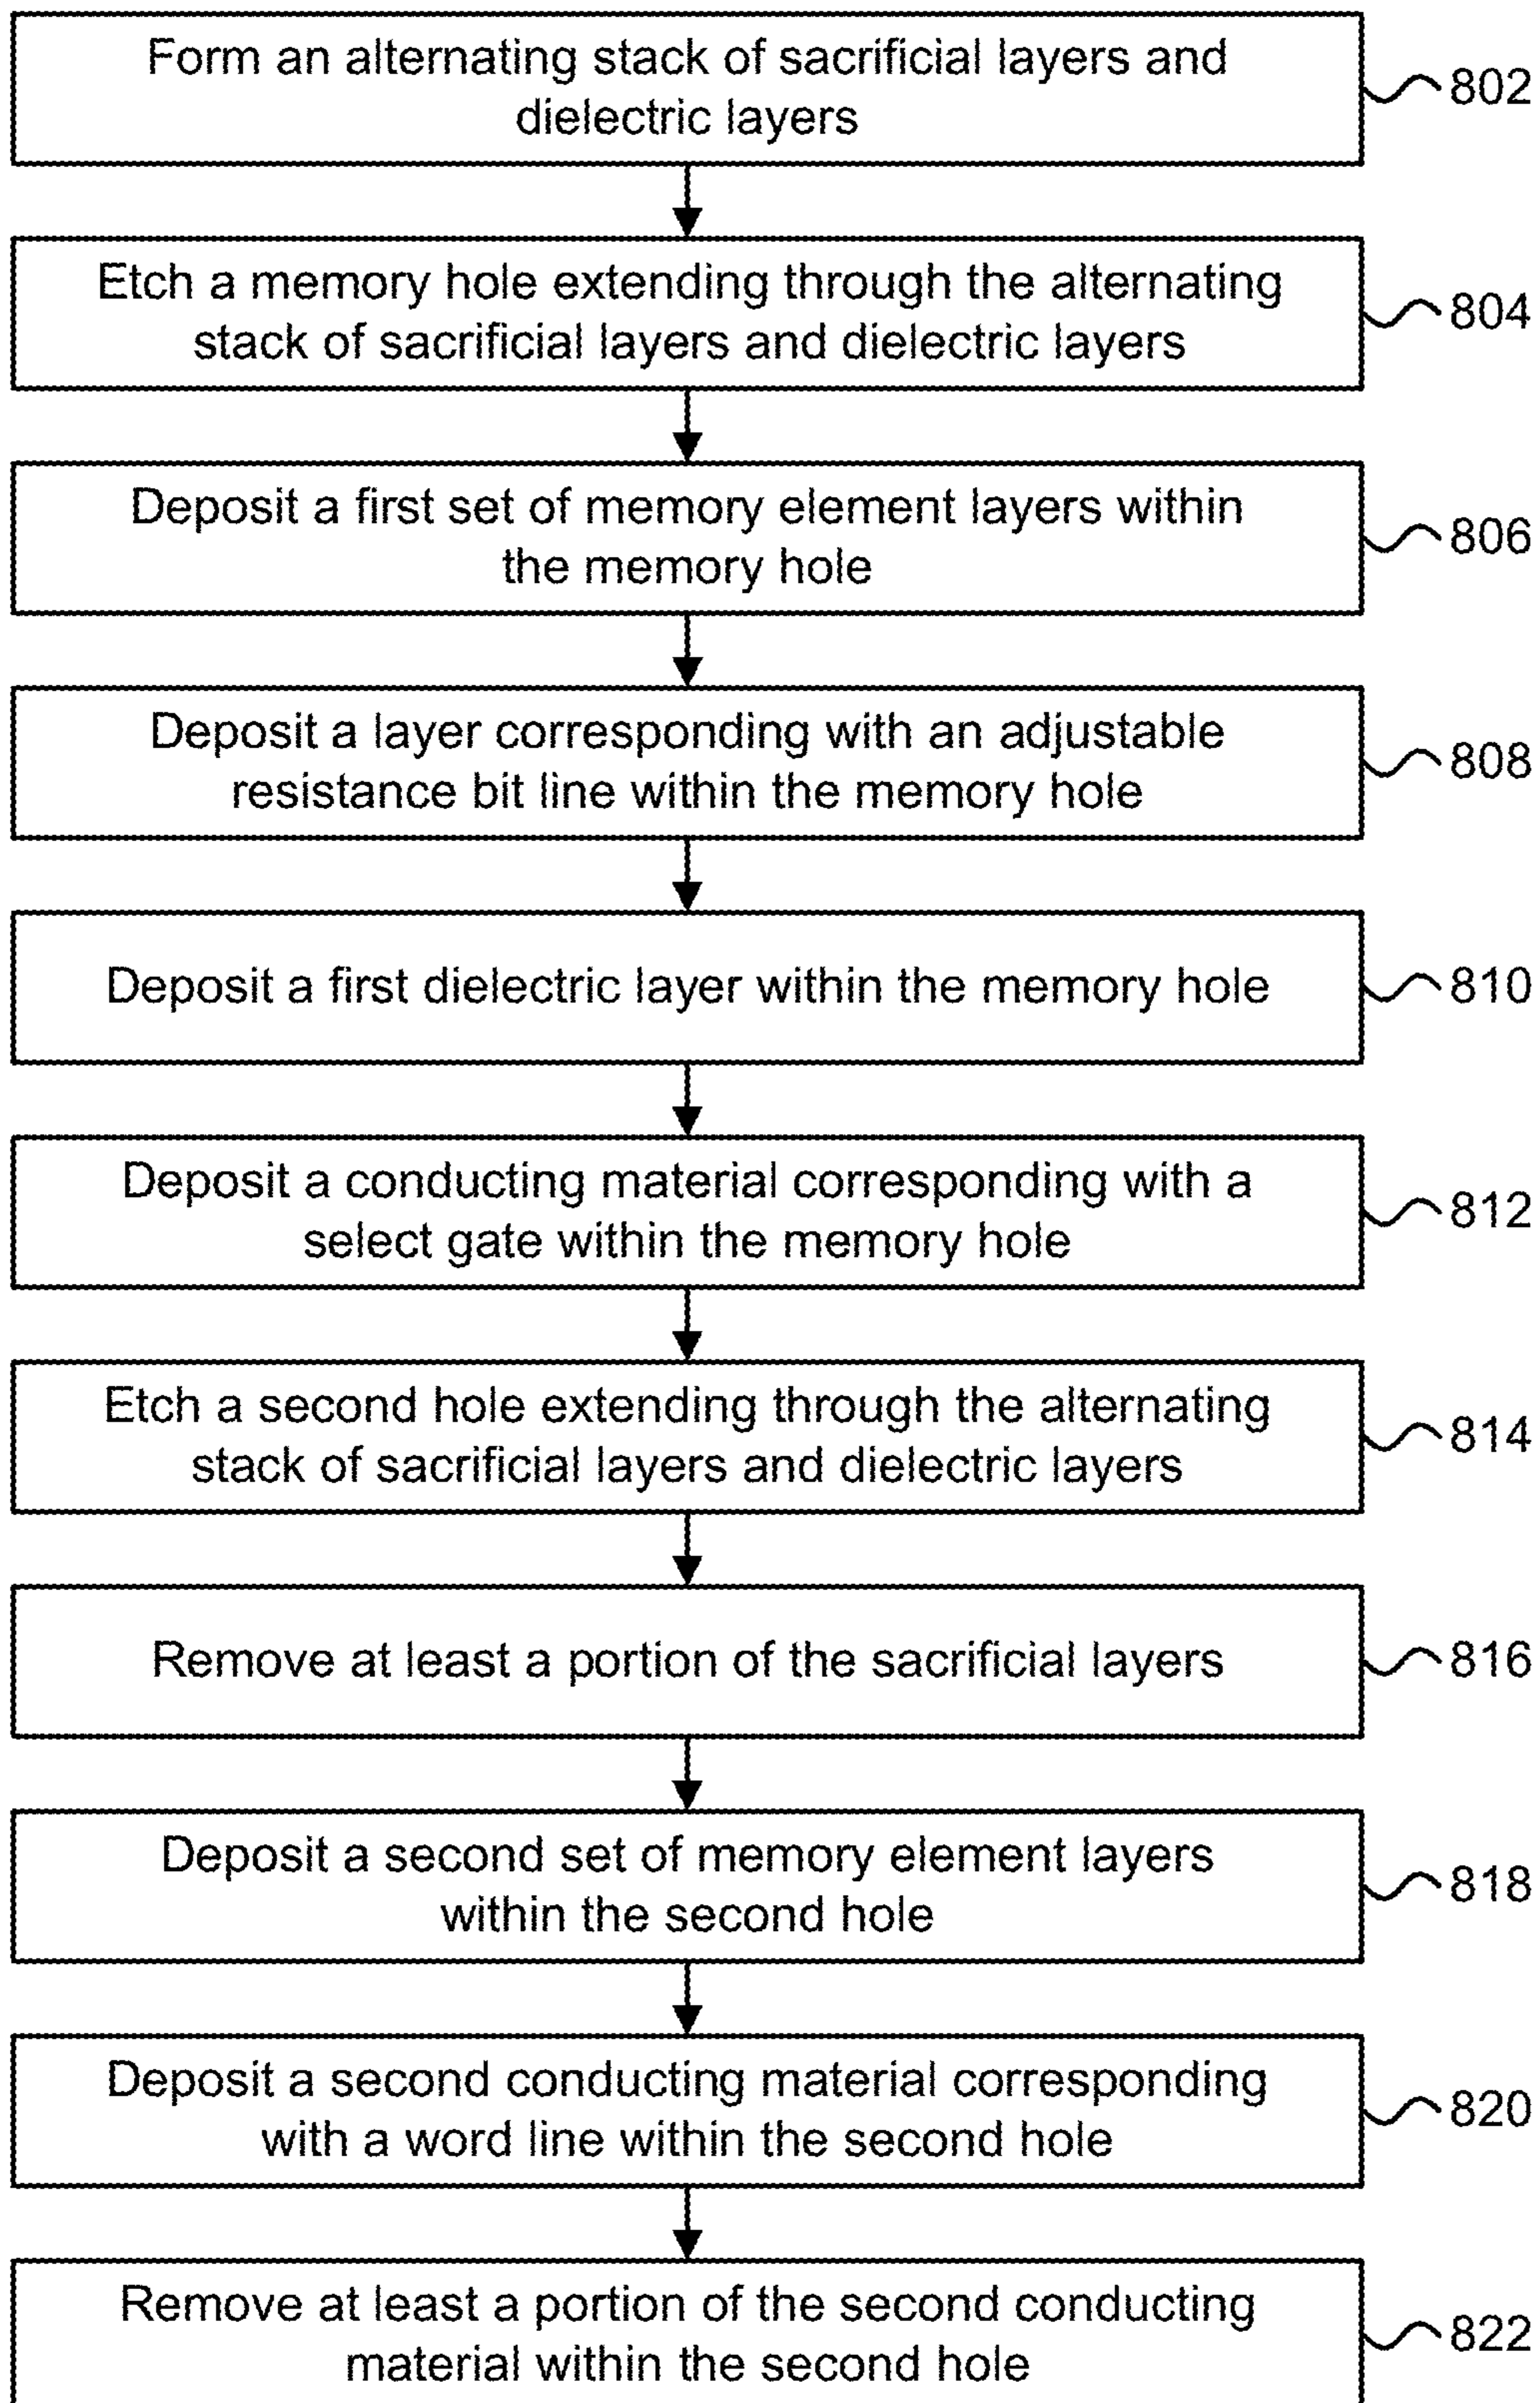 Form an alternating stack of sacrificial layers and
dielectric layers
802
Etch a memory hole extending through the alternating
stack of sacrificial layers and dielectric layers
804
Deposit a first set of memory element layers within
the memory hole
806
Deposit a layer corresponding with an adjustable
resistance bit line within the memory hole
808
Deposit a first dielectric layer within the memory hole
810
Deposit a conducting material corresponding with a
select gate within the memory hole
812
Etch a second hole extending through the alternating
stack of sacrificial layers and dielectric layers
814
Remove at least a portion of the sacrificial layers
816
Deposit a second set of memory element layers
within the second hole
818
Deposit a second conducting material corresponding
with a word line within the second hole
820
Remove at least a portion of the second conducting
material within the second hole
822